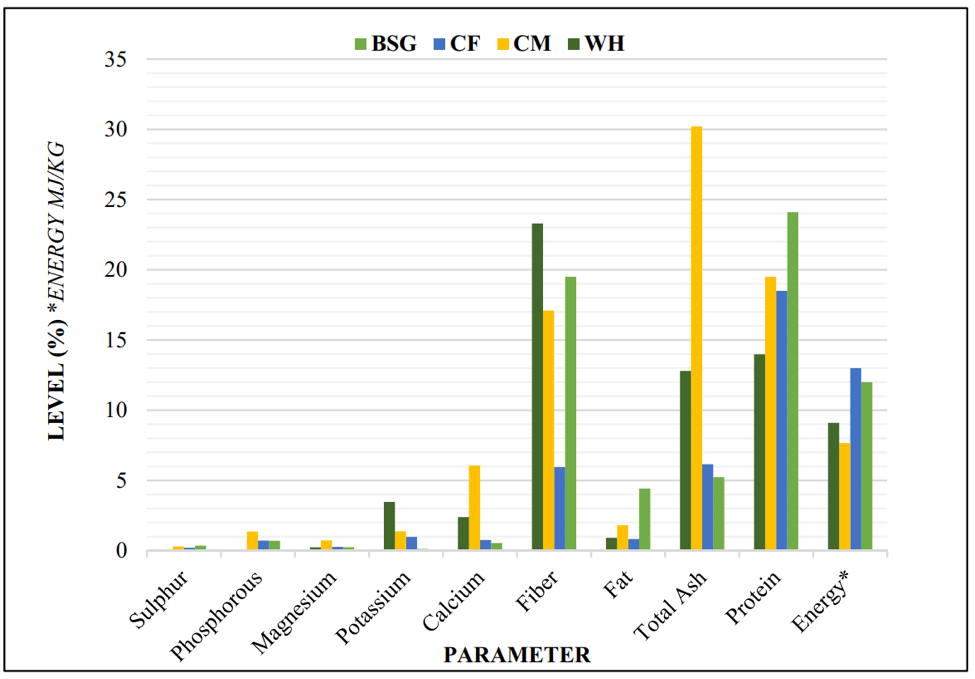 BSG CF CM WH
35
30
25
20
15
10
5
0
LEVEL (%) *ENERGY MJ/KG
Sulphur
Phosphorous
Magnesium
Potassium
Calcium
Fiber
Fat
Total Ash
Protein
Energy*
PARAMETER